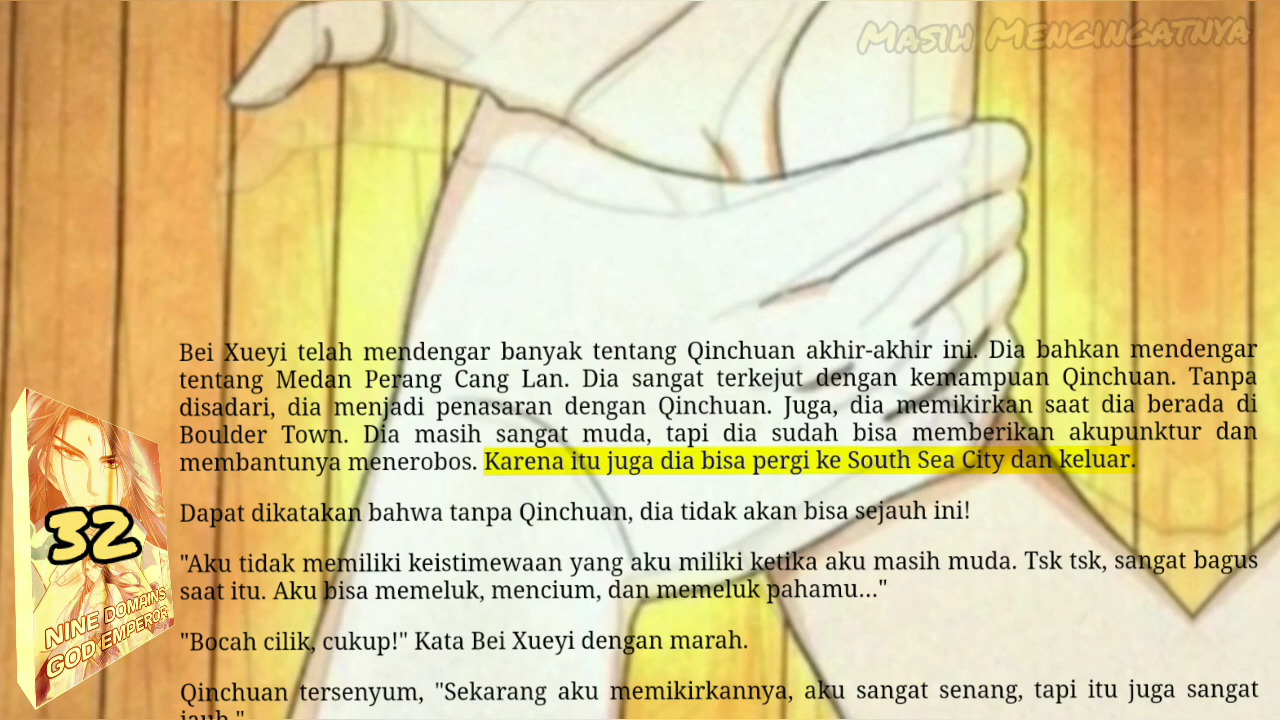 Masih Mengingatnya
Bei Xueyi telah mendengar banyak tentang Qinchuan akhir-akhir ini. Dia bahkan mendengar
tentang Medan Perang Cang Lan. Dia sangat terkejut dengan kemampuan Qinchuan. Tanpa
disadari, dia menjadi penasaran dengan Qinchuan. Juga, dia memikirkan saat dia berada di
Boulder Town. Dia masih sangat muda, tapi dia sudah bisa memberikan akupunktur dan
membantunya menerobos. Karena itu juga dia bisa pergi ke South Sea City dan keluar.
Dapat dikatakan bahwa tanpa Qinchuan, dia tidak akan bisa sejauh ini!
"Aku tidak memiliki keistimewaan yang aku miliki ketika aku masih muda. Tsk tsk, sangat bagus
saat itu. Aku bisa memeluk, mencium, dan memeluk pahamu..."
"Bocah cilik, cukup!" Kata Bei Xueyi dengan marah.
Qinchuan tersenyum, "Sekarang aku memikirkannya, aku sangat senang, tapi itu juga sangat
jauh."
32
NINE DOMAINS
GOD EMPEROR